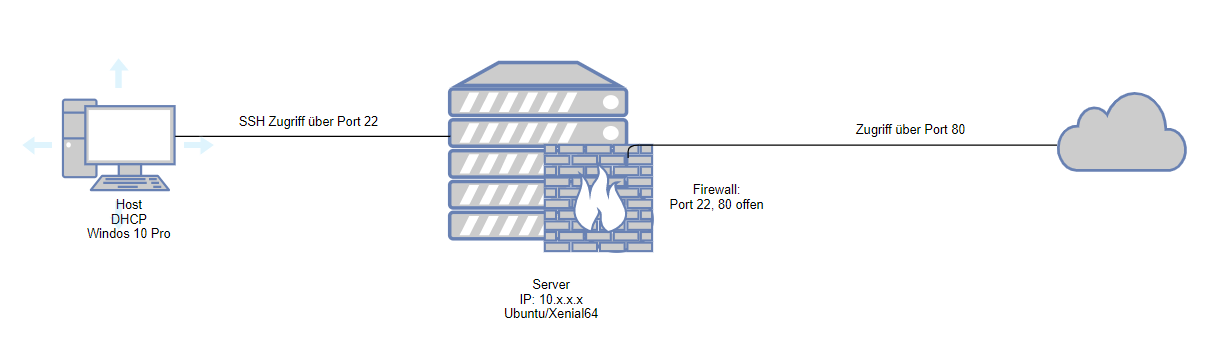 SSH Zugriff über Port 22
Zugriff über Port 80
Firewall:
Port 22, 80 offen
Host
DHCP
Windos 10 Pro
Server
IP: 10.x.x.x
Ubuntu/Xenial64